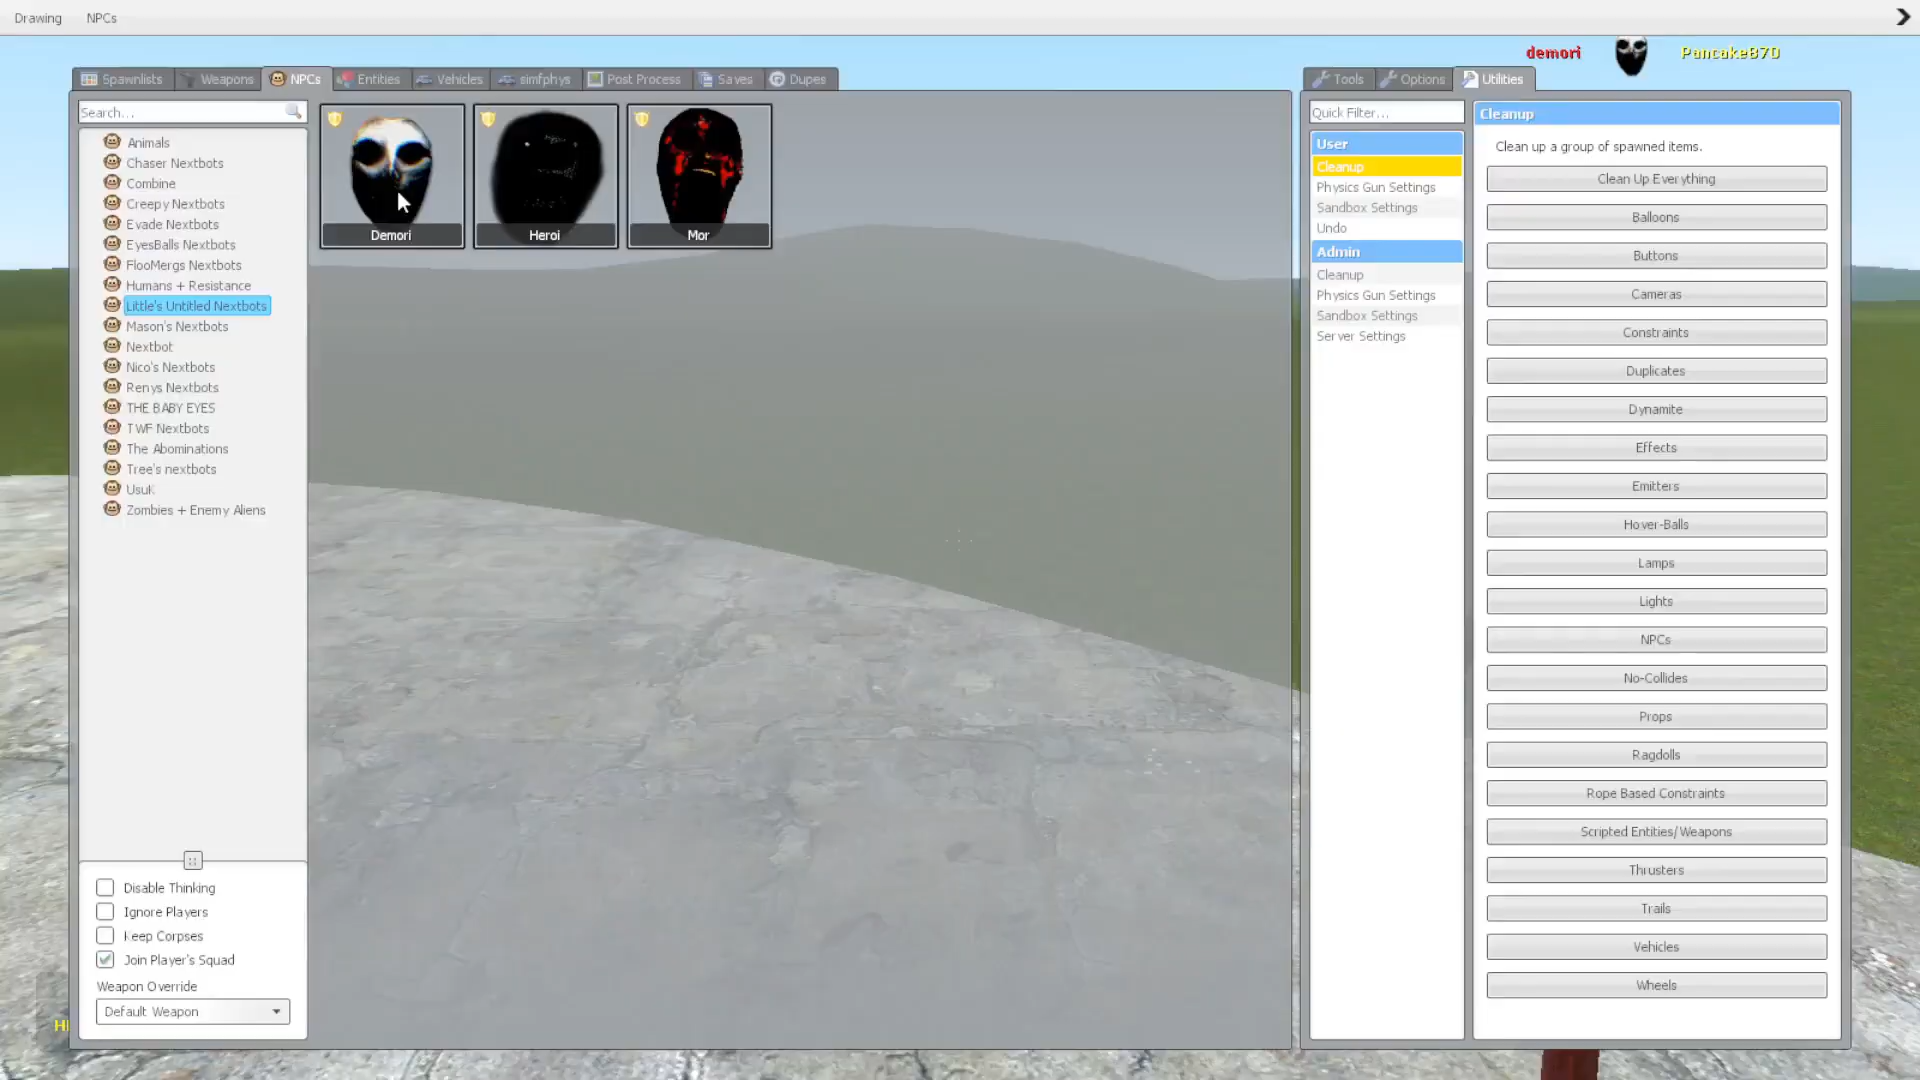 Drawing NPCs
demori Pancake870
Spawnlists Weapons NPCs Entities Vehicles simfphys Post Process Saves Dupes
Search...
Animals
Chaser Nextbots
Combine
Creepy Nextbots
Evade Nextbots
EyesBalls Nextbots
FlooMergs Nextbots
Humans + Resistance
Little's Untitled Nextbots
Mason's Nextbots
Nextbot
Nico's Nextbots
Renys Nextbots
THE BABY EYES
TWF Nextbots
The Abominations
Tree's nextbots
UsuK
Zombies + Enemy Aliens
Disable Thinking
Ignore Players
Keep Corpses
Join Player's Squad
Weapon Override
Default Weapon
Demori Heroi Mor
Tools Options Utilities
Quick Filter...
User
Cleanup
Physics Gun Settings
Sandbox Settings
Undo
Admin
Cleanup
Physics Gun Settings
Sandbox Settings
Server Settings
Cleanup
Clean up a group of spawned items.
Clean Up Everything
Balloons
Buttons
Cameras
Constraints
Duplicates
Dynamite
Effects
Emitters
Hover-Balls
Lamps
Lights
NPCs
No-Collides
Props
Ragdolls
Rope Based Constraints
Scripted Entities/Weapons
Thrusters
Trails
Vehicles
Wheels